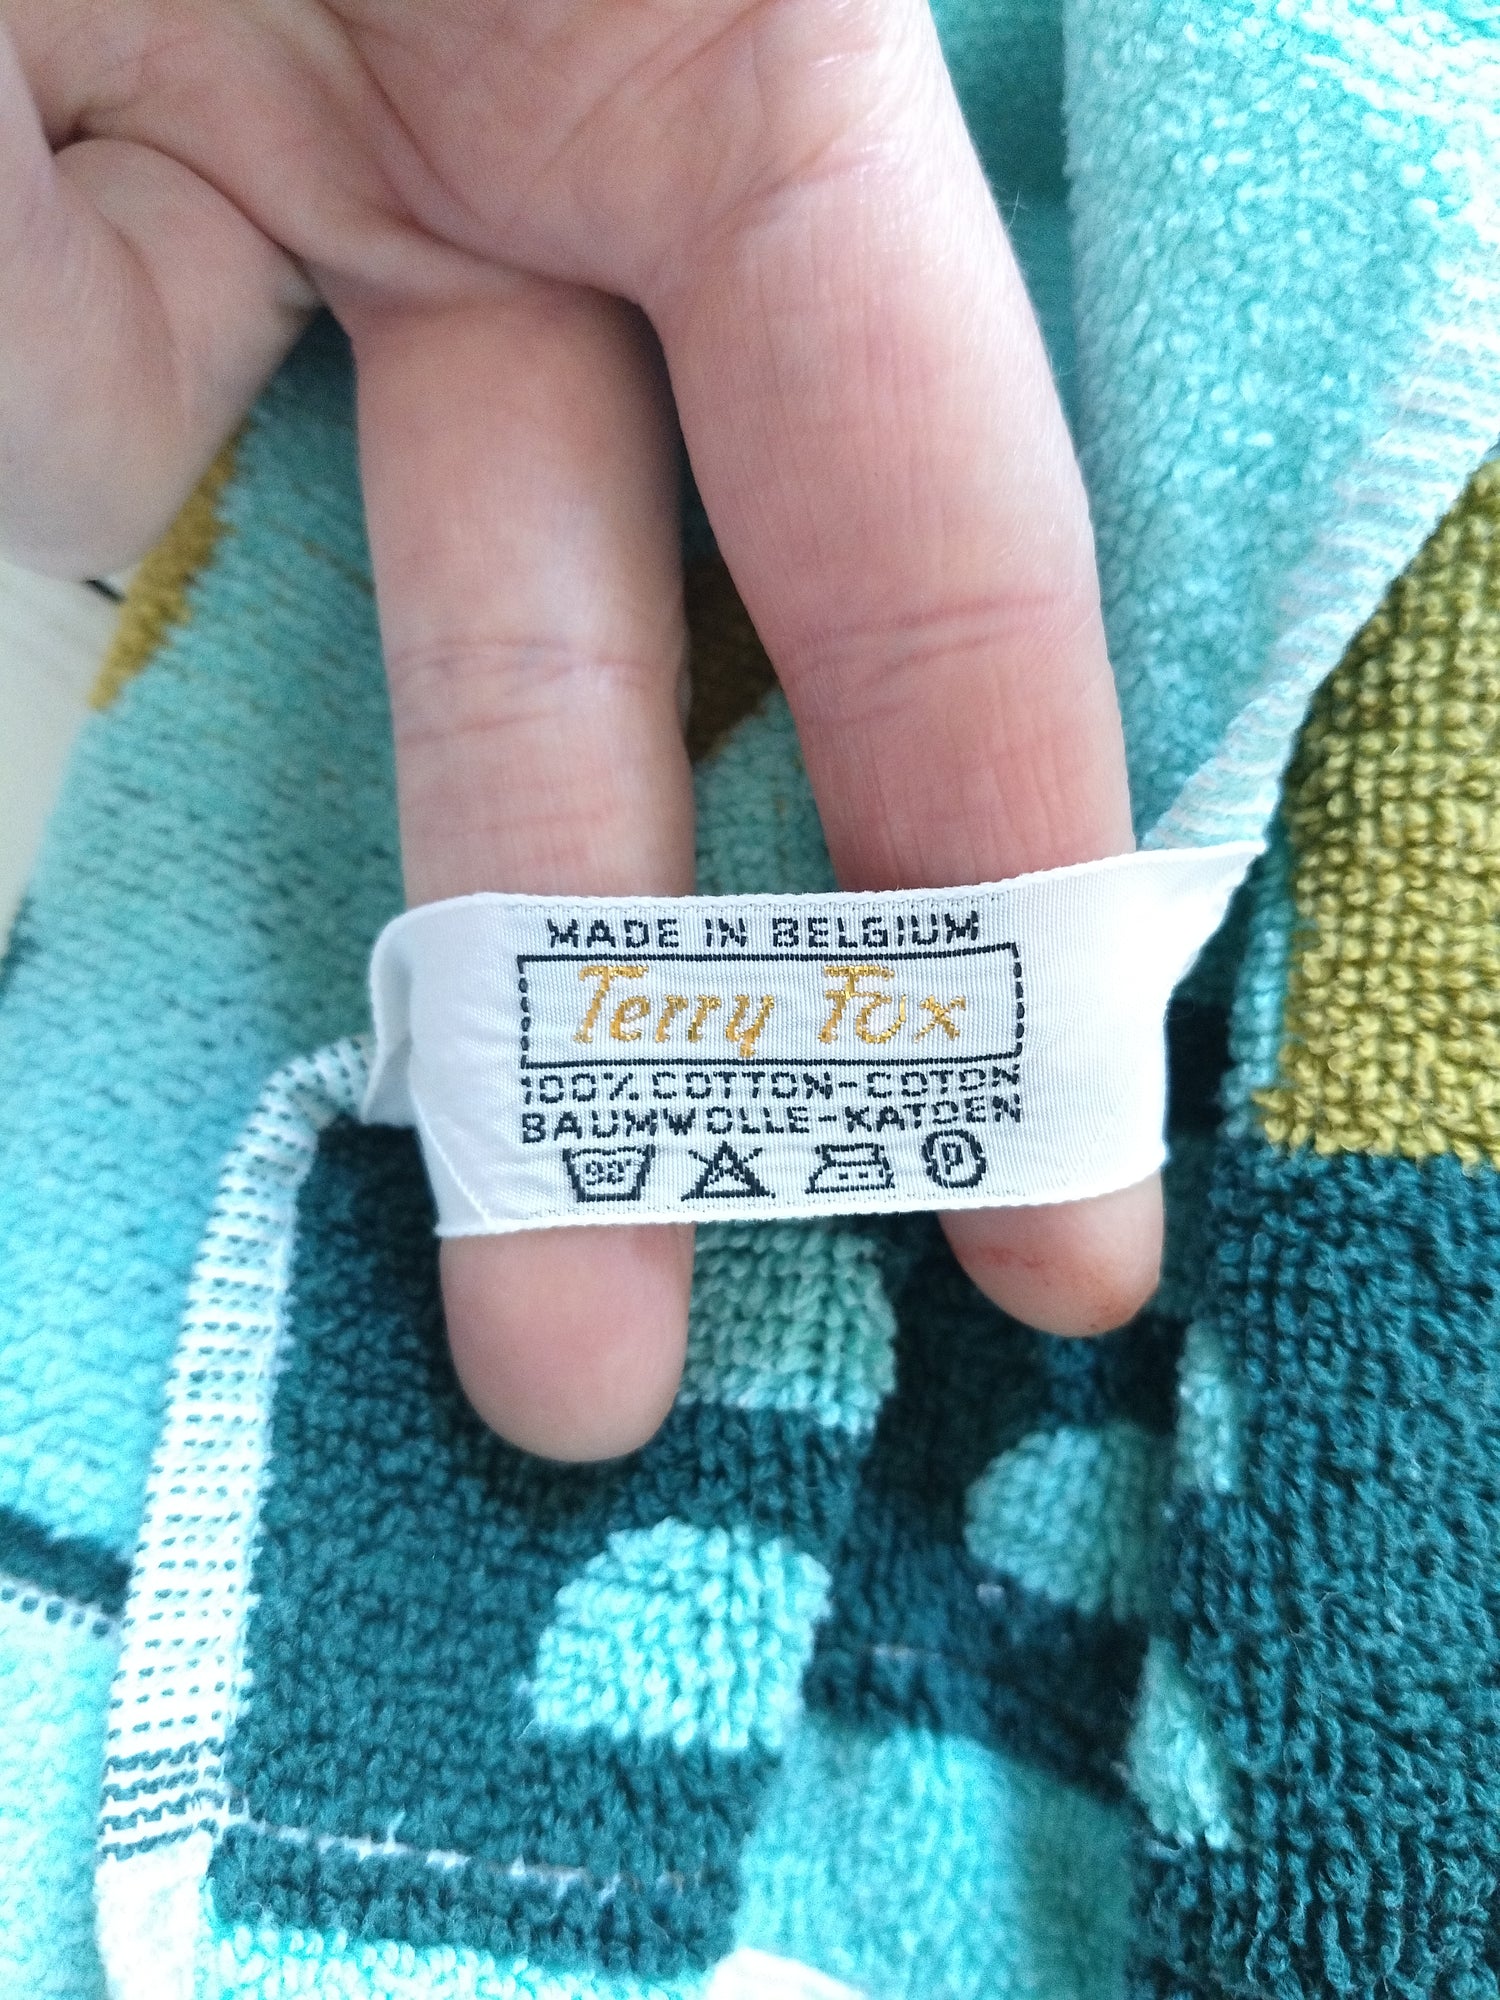 MADE IN BELGIUM
Terry Fox
100% COTTON-COTON
BAUMWOLLE-KATOEN
P